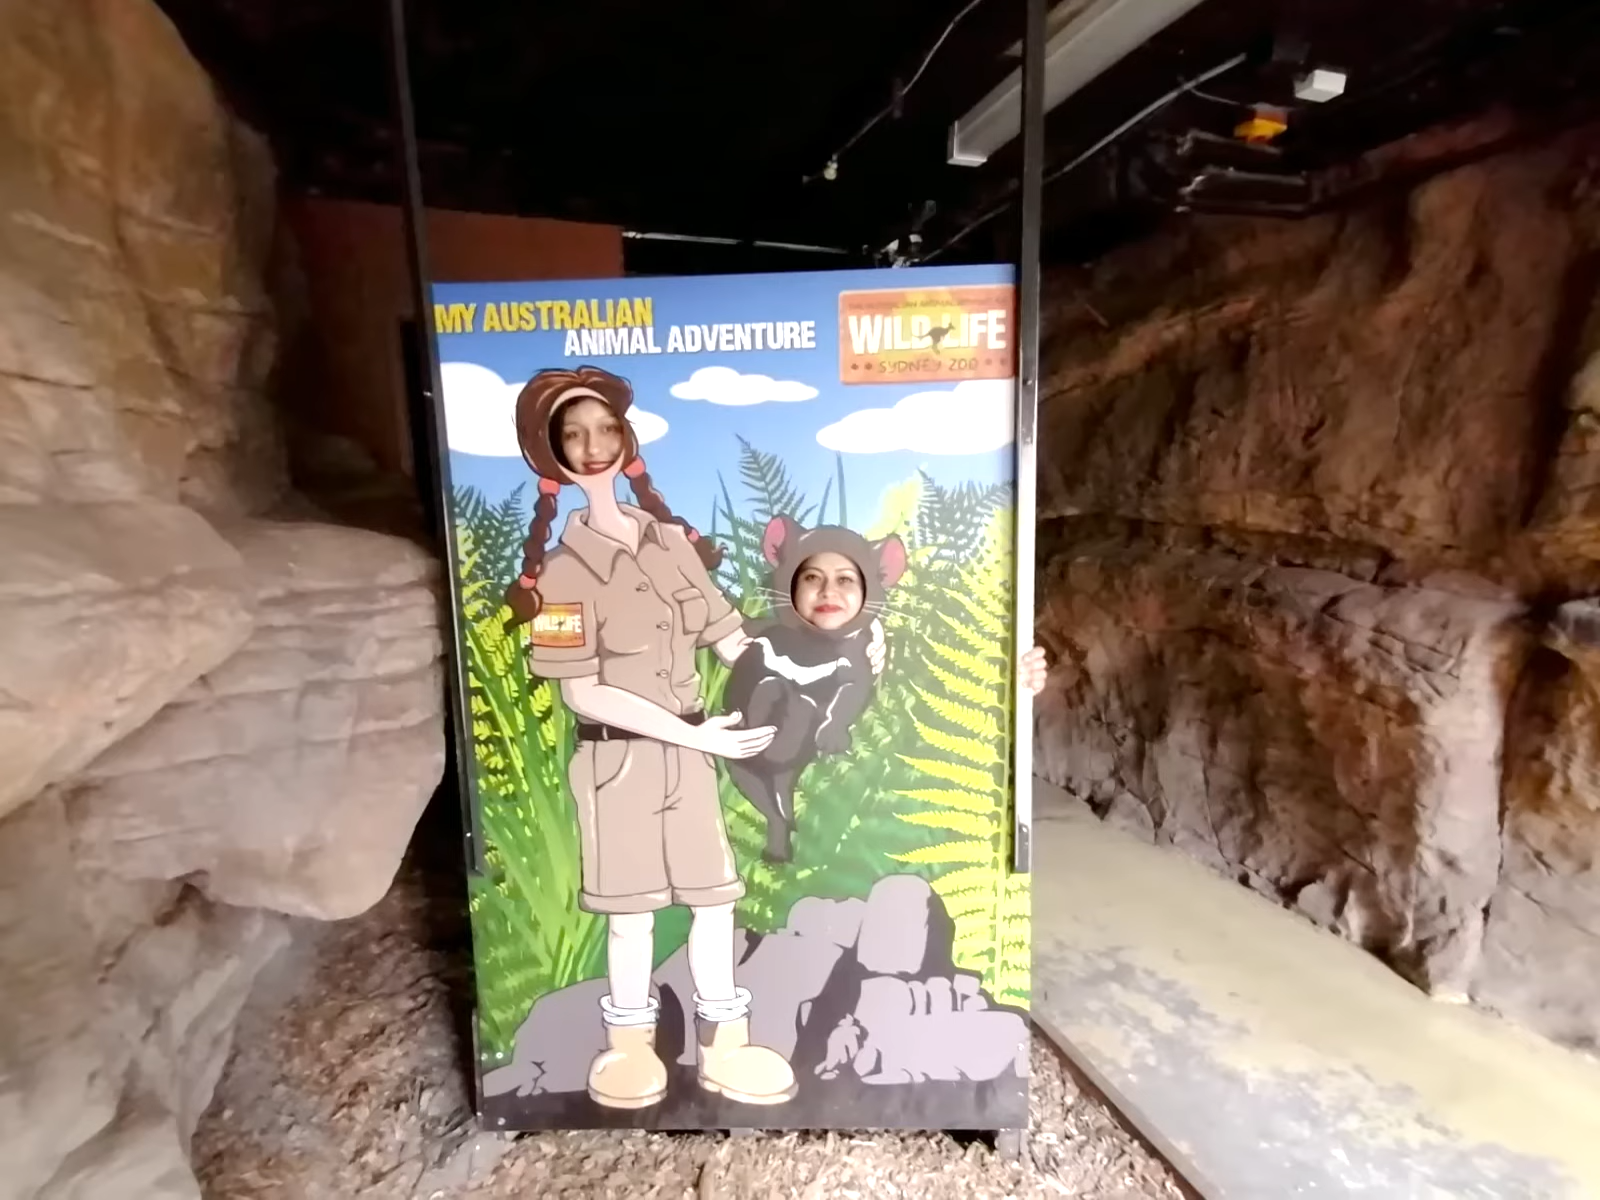 MY AUSTRALIAN
ANIMAL ADVENTURE
WILD LIFE
SYDNEY ZOO
WILD LIFE